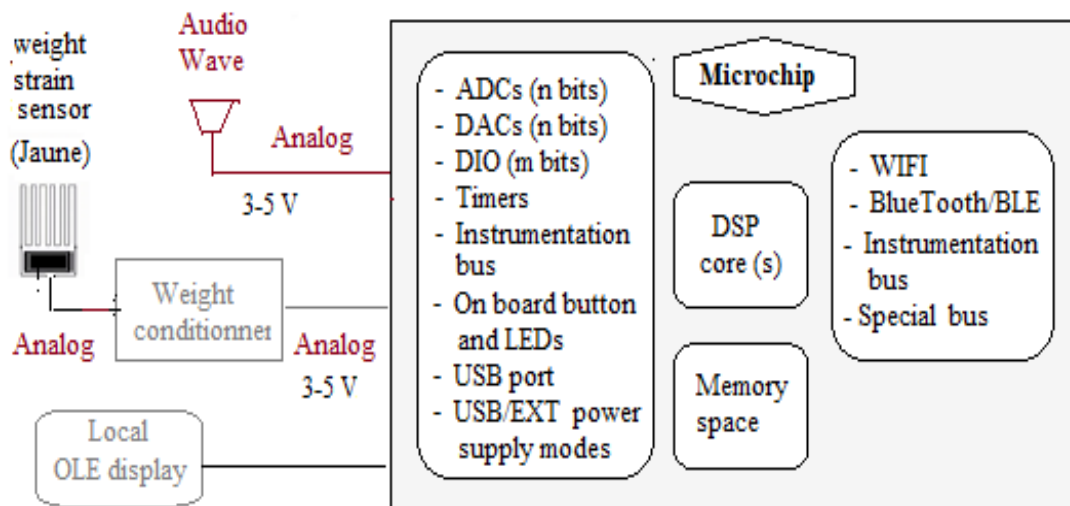 weight
strain
sensor
(Jaune)
Analog
Audio
Wave
Analog
3-5 V
Weight
conditionner
Analog
3-5 V
Local
OLE display
- ADCs (n bits)
- DACs (n bits)
- DIO (m bits)
- Timers
- Instrumentation
bus
- On board button
and LEDs
- USB port
- USB/EXT power
supply modes
Microchip
DSP
core (s)
Memory
space
- WIFI
- BlueTooth/BLE
- Instrumentation
bus
- Special bus